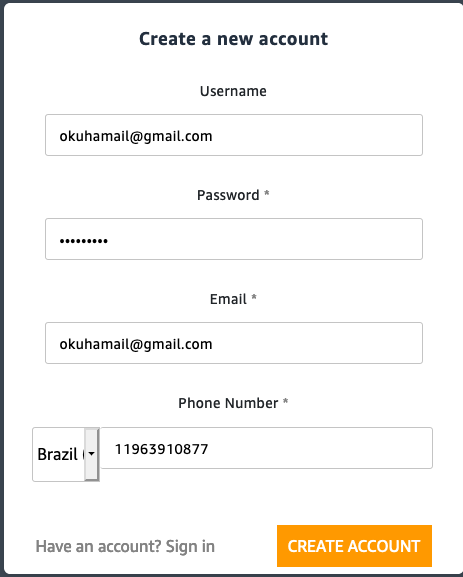 Create a new account
Username
okuhamail@gmail.com
Password *
•••••••••
Email *
okuhamail@gmail.com
Phone Number *
Brazil (
11963910877
Have an account? Sign in
CREATE ACCOUNT